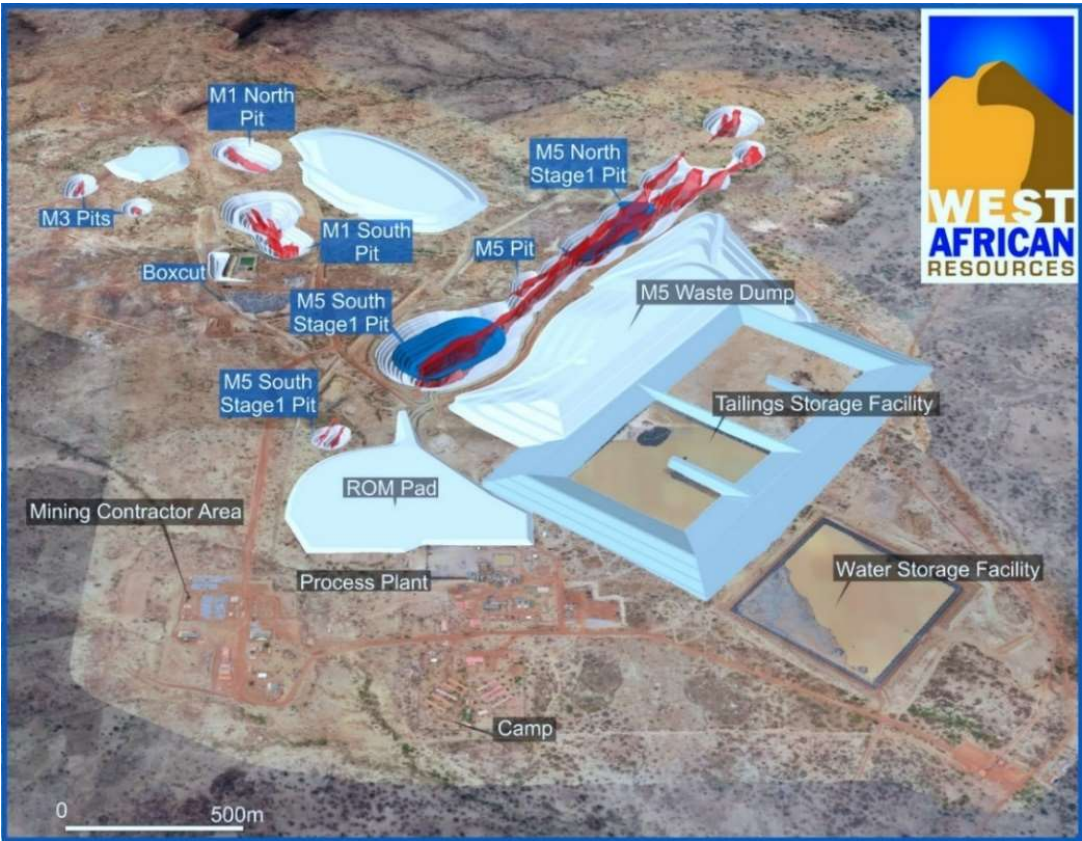 WEST
AFRICAN
RESOURCES
M1 North
Pit
M5 North
Stage1 Pit
M3 Pits
M1 South
Pit
M5 Pit
Boxcut
M5 South
Stage1 Pit
M5 Waste Dump
M5 South
Stage1 Pit
Tailings Storage Facility
ROM Pad
Mining Contractor Area
Process Plant
Water Storage Facility
Camp
0
500m